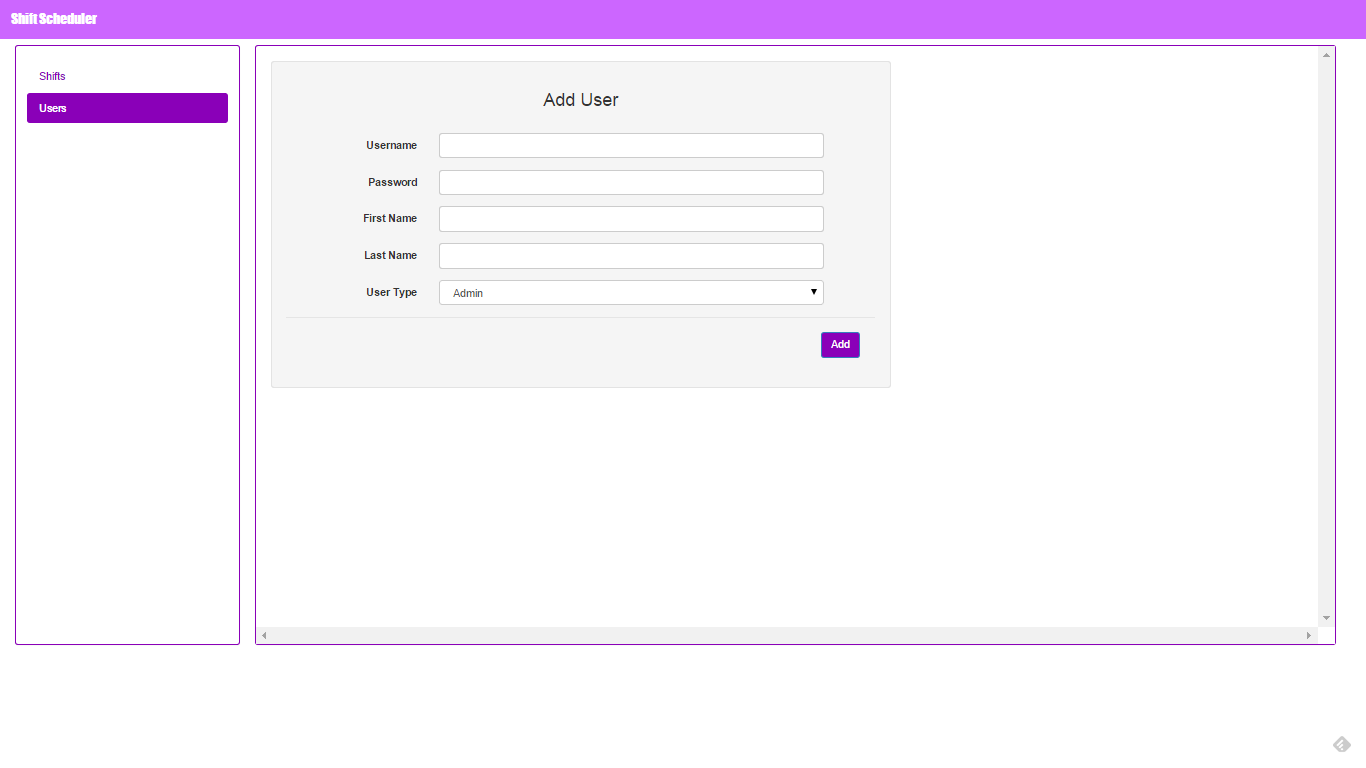 Shift Scheduler
Shifts
Users
Add User
Username
Password
First Name
Last Name
User Type Admin
Add